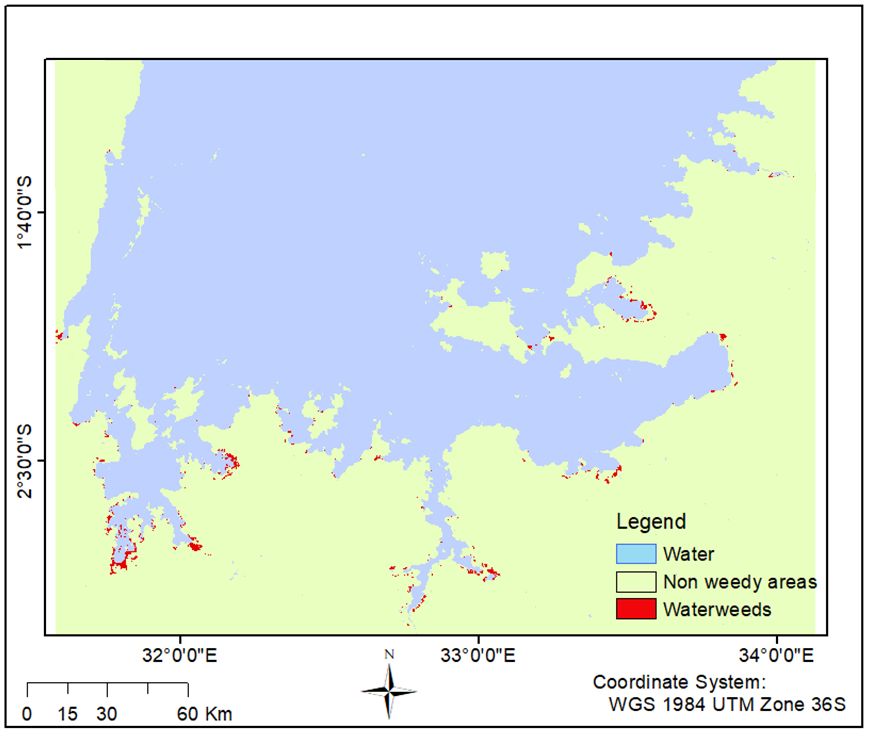 1°40'0"S
2°30'0"S
Legend
Water
Non weedy areas
Waterweeds
32°0'0"E
33°0'0"E
34°0'0"E
N
0 15 30 60 Km
Coordinate System:
WGS 1984 UTM Zone 36S